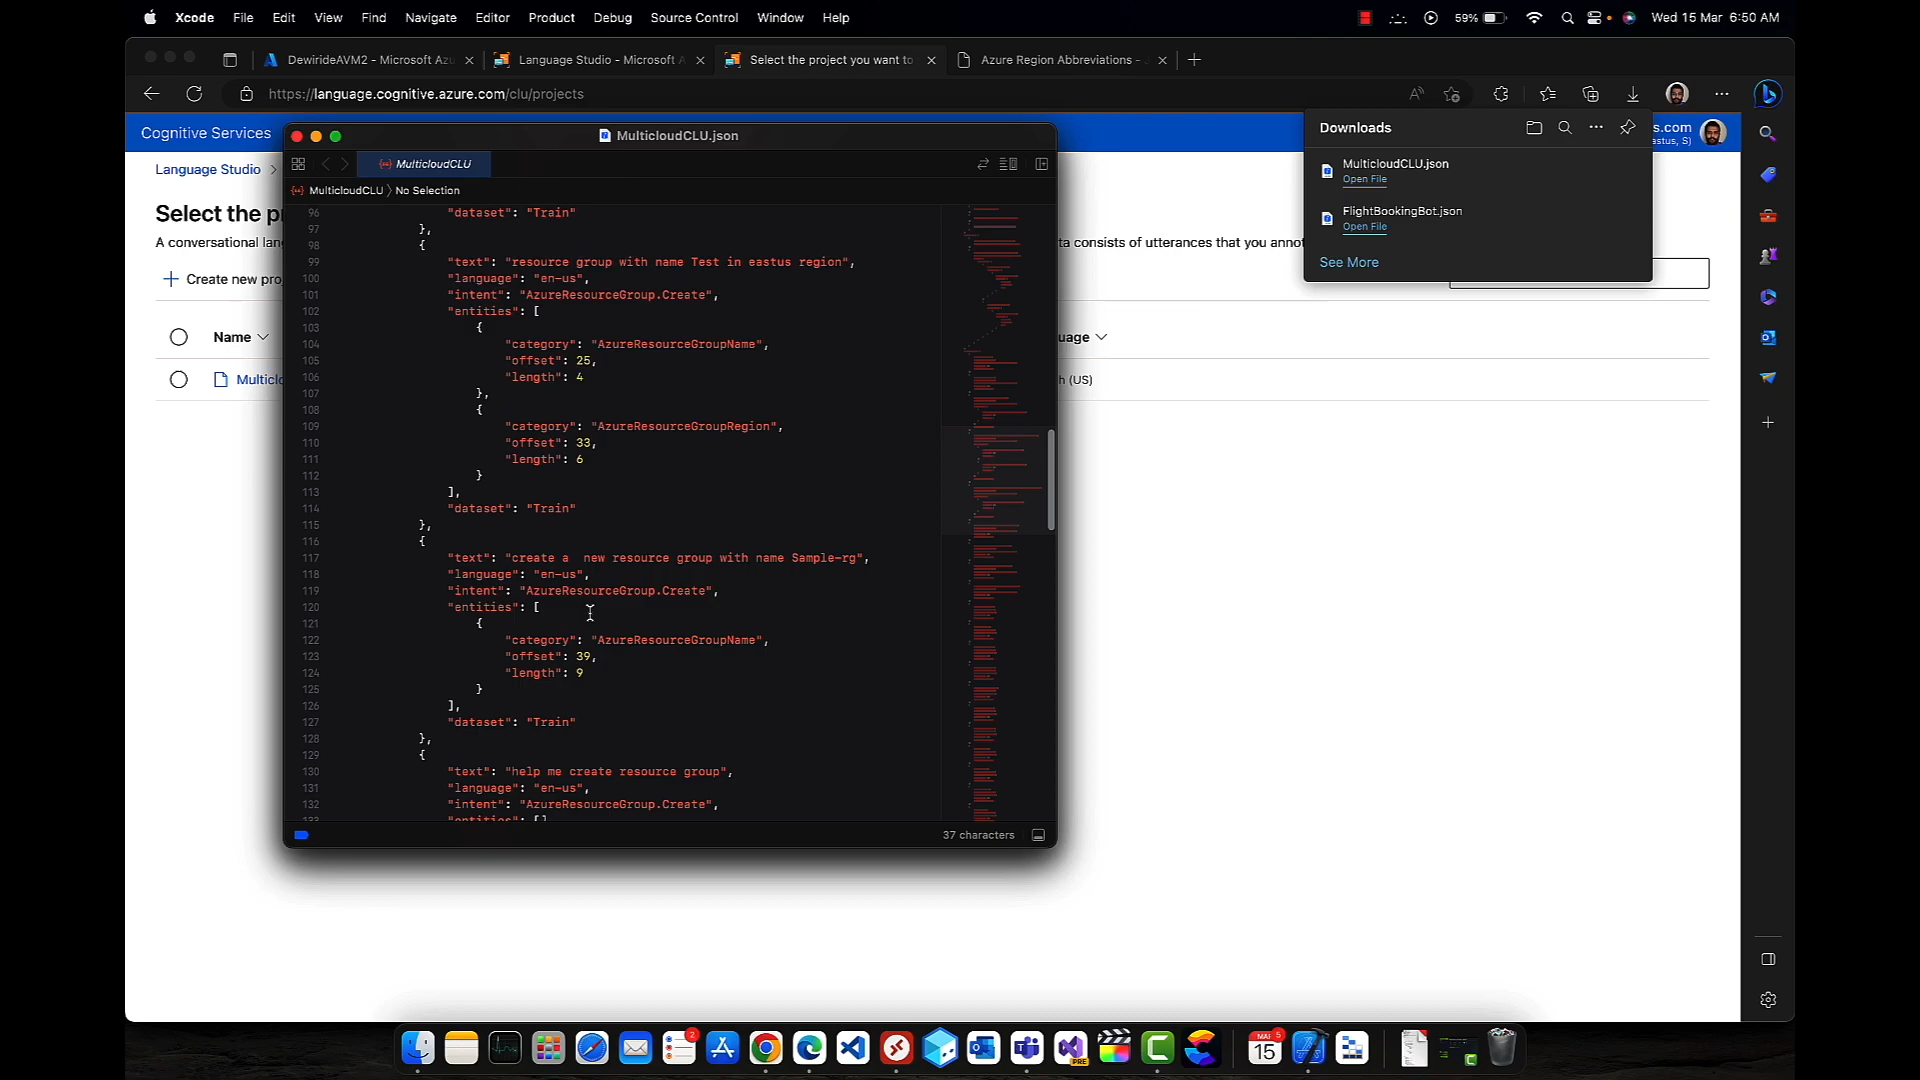 Xcode File Edit View Find Navigate Editor Product Debug Source Control Window Help 59% Wed 15 Mar 6:50 AM
DewirideAVM2 - Microsoft Azu Language Studio - Microsoft A Select the project you want to Azure Region Abbreviations -
https://language.cognitive.azure.com/clu/projects
Cognitive Services
MulticloudCLU.json
Downloads
s.com
astus, S)
MulticloudCLU
MulticloudCLU.json
Open File
Language Studio >
MulticloudCLU > No Selection
Select the p
FlightBookingBot.json
Open File
A conversational lan
ta consists of utterances that you annot
See More
Create new pro
Name
uage
Multiclo
h (US)
96 "dataset": "Train"
97 },
98 {
99 "text": "resource group with name Test in eastus region",
100 "language": "en-us",
101 "intent": "AzureResourceGroup.Create",
102 "entities": [
103 {
104 "category": "AzureResourceGroupName",
105 "offset": 25,
106 "length": 4
107 },
108 {
109 "category": "AzureResourceGroupRegion",
110 "offset": 33,
111 "length": 6
112 }
113 ],
114 "dataset": "Train"
115 },
116 {
117 "text": "create a  new resource group with name Sample-rg",
118 "language": "en-us",
119 "intent": "AzureResourceGroup.Create",
120 "entities": [
121 {
122 "category": "AzureResourceGroupName",
123 "offset": 39,
124 "length": 9
125 }
126 ],
127 "dataset": "Train"
128 },
129 {
130 "text": "help me create resource group",
131 "language": "en-us",
132 "intent": "AzureResourceGroup.Create",
133 "entities": [],
37 characters
2
15
PRE